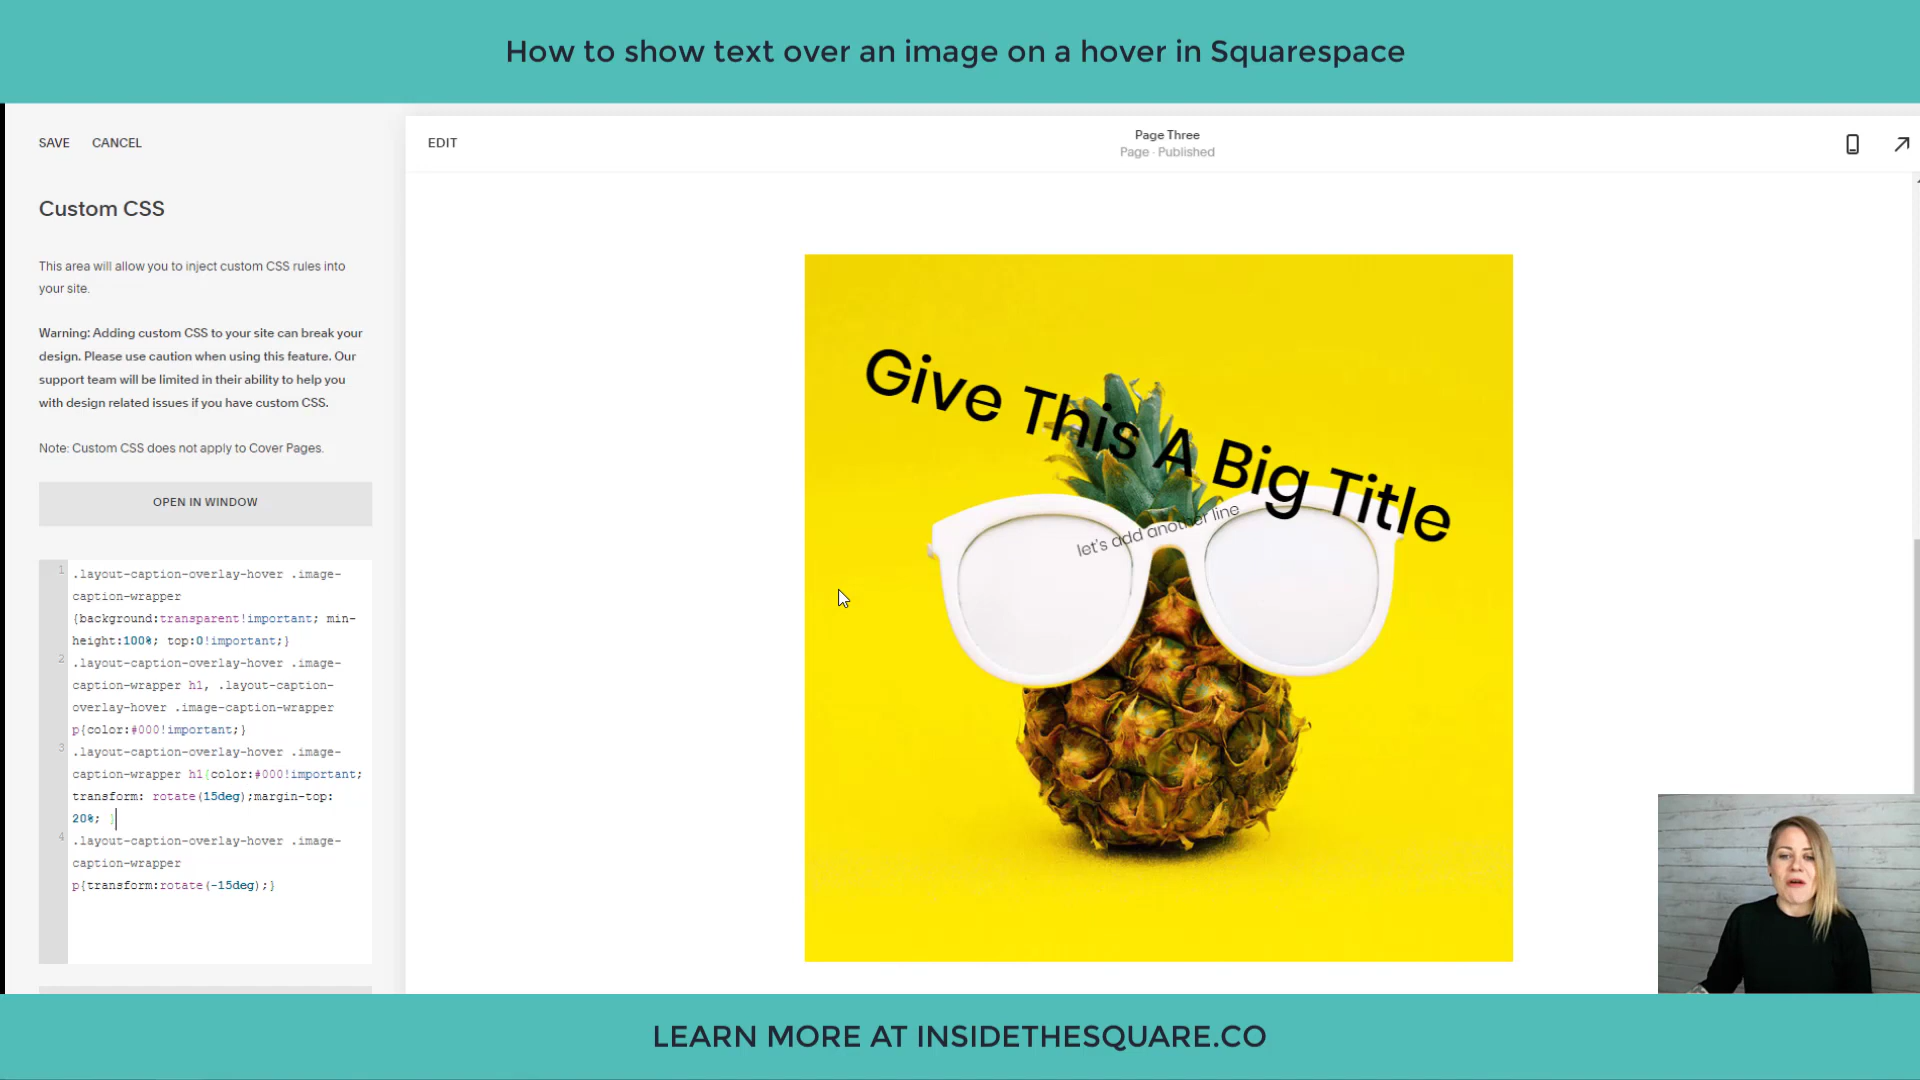 How to show text over an image on a hover in Squarespace
SAVE CANCEL
EDIT
Page Three
Page · Published
Custom CSS
This area will allow you to inject custom CSS rules into
your site.
Warning: Adding custom CSS to your site can break your
design. Please use caution when using this feature. Our
support team will be limited in their ability to help you
with design related issues if you have custom CSS.
Note: Custom CSS does not apply to Cover Pages.
OPEN IN WINDOW
1 .layout-caption-overlay-hover .image-
caption-wrapper
{background:transparent!important; min-
height:100%; top:0!important;}
2 .layout-caption-overlay-hover .image-
caption-wrapper h1, .layout-caption-
overlay-hover .image-caption-wrapper
p{color:#000!important;}
3 .layout-caption-overlay-hover .image-
caption-wrapper h1{color:#000!important;
transform: rotate(15deg);margin-top:
20%; }
4 .layout-caption-overlay-hover .image-
caption-wrapper
p{transform:rotate(-15deg);}
Give This A Big Title
let's add another line
LEARN MORE AT INSIDETHESQUARE.CO